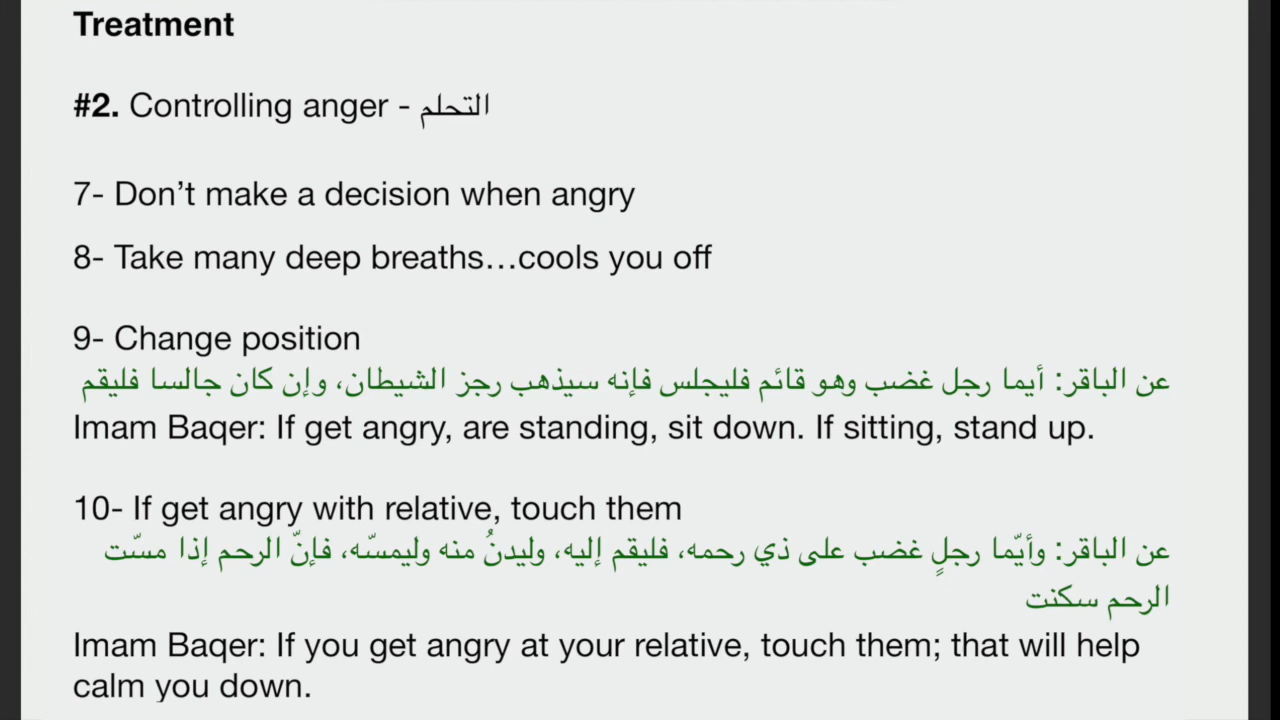 Treatment
#2. Controlling anger - التحلم
7- Don’t make a decision when angry
8- Take many deep breaths…cools you off
9- Change position
عن الباقر: أيما رجل غضب وهو قائم فليجلس فإنه سيذهب رجز الشيطان، وإن كان جالسا فليقم
Imam Baqer: If get angry, are standing, sit down. If sitting, stand up.
10- If get angry with relative, touch them
عن الباقر: وأيّما رجلٍ غضب على ذي رحمه، فليقم إليه، وليدنُ منه وليمسّه، فإنّ الرحم إذا مسّت
الرحم سكنت
Imam Baqer: If you get angry at your relative, touch them; that will help
calm you down.